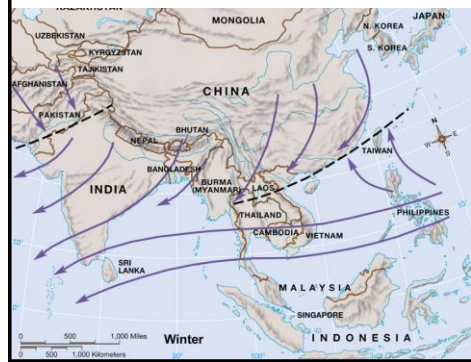 KAZAKHSTAN
MONGOLIA
JAPAN
N. KOREA
S. KOREA
UZBEKISTAN
KYRGYZSTAN
TAJIKISTAN
AFGHANISTAN
CHINA
PAKISTAN
NEPAL
BHUTAN
BANGLADESH
INDIA
BURMA
(MYANMAR)
LAOS
TAIWAN
N
THAILAND
CAMBODIA
VIETNAM
PHILIPPINES
SRI
LANKA
MALAYSIA
SINGAPORE
INDONESIA
0 500 1,000 Miles
0 500 1,000 Kilometers
Winter